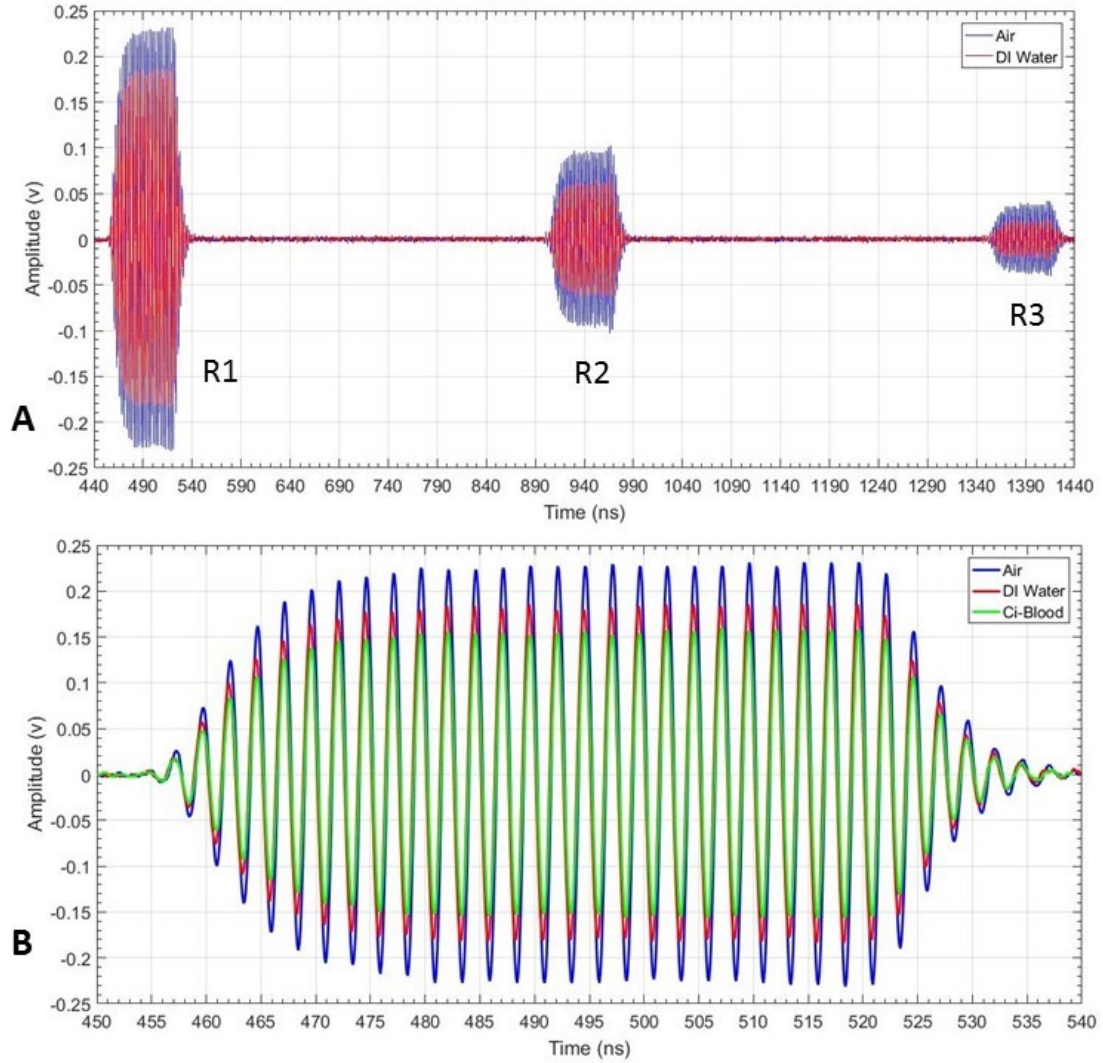 0.25
0.2
0.15
0.1
0.05
0
-0.05
-0.1
-0.15
-0.2
-0.25
Amplitude (v)
Air
DI Water
R1
R2
R3
A
440 490 540 590 640 690 740 790 840 890 940 990 1040 1090 1140 1190 1240 1290 1340 1390 1440
Time (ns)
0.25
0.2
0.15
0.1
0.05
0
-0.05
-0.1
-0.15
-0.2
-0.25
Amplitude (v)
Air
DI Water
Ci-Blood
B
450 455 460 465 470 475 480 485 490 495 500 505 510 515 520 525 530 535 540
Time (ns)